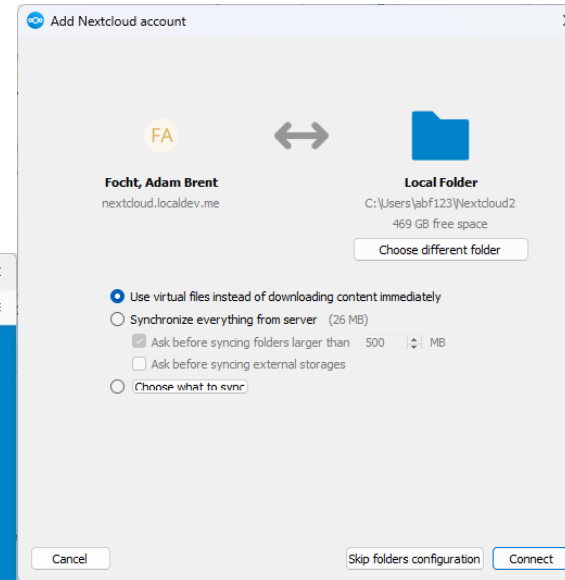 Add Nextcloud account
FA
Focht, Adam Brent
nextcloud.localdev.me
Local Folder
C:\Users\abf123\Nextcloud2
469 GB free space
Choose different folder
Use virtual files instead of downloading content immediately
Synchronize everything from server (26 MB)
Ask before syncing folders larger than 500 MB
Ask before syncing external storages
Choose what to sync
Cancel
Skip folders configuration
Connect